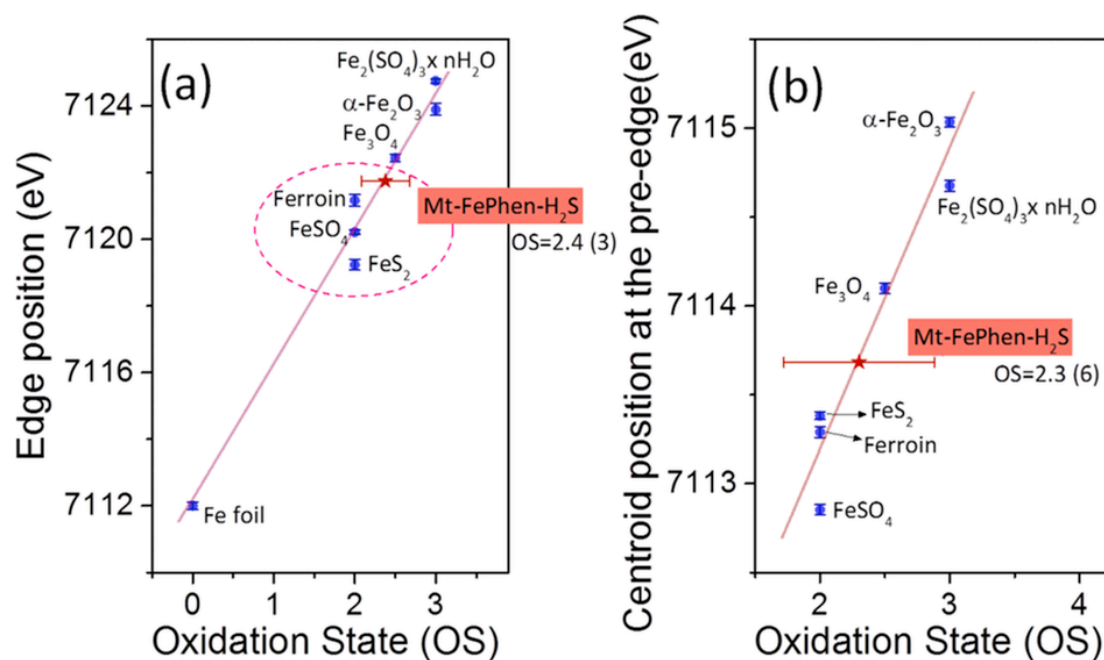 (a)
Edge position (eV)
7124
7120
7116
7112
Fe₂(SO₄)₃x nH₂O
α-Fe₂O₃
Fe₃O₄
Ferroin
FeSO₄
FeS₂
Mt-FePhen-H₂S
OS=2.4 (3)
Fe foil
0 1 2 3
Oxidation State (OS)
(b)
Centroid position at the pre-edge(eV)
7115
7114
7113
α-Fe₂O₃
Fe₂(SO₄)₃x nH₂O
Fe₃O₄
Mt-FePhen-H₂S
OS=2.3 (6)
FeS₂
Ferroin
FeSO₄
2 3 4
Oxidation State (OS)